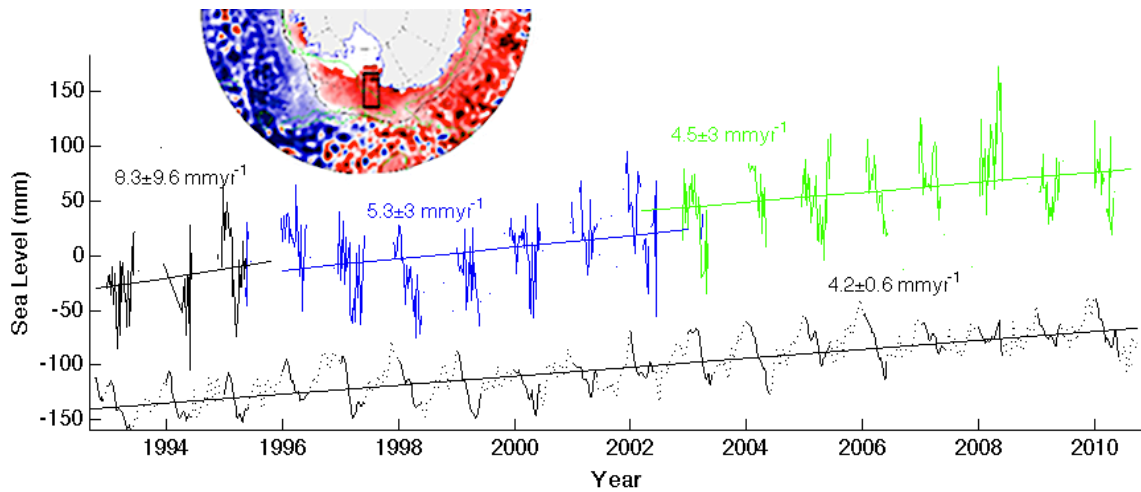 150
100
50
0
-50
-100
-150
Sea Level (mm)
8.3±9.6 mmyr-1
5.3±3 mmyr-1
4.5±3 mmyr-1
4.2±0.6 mmyr-1
1994 1996 1998 2000 2002 2004 2006 2008 2010
Year